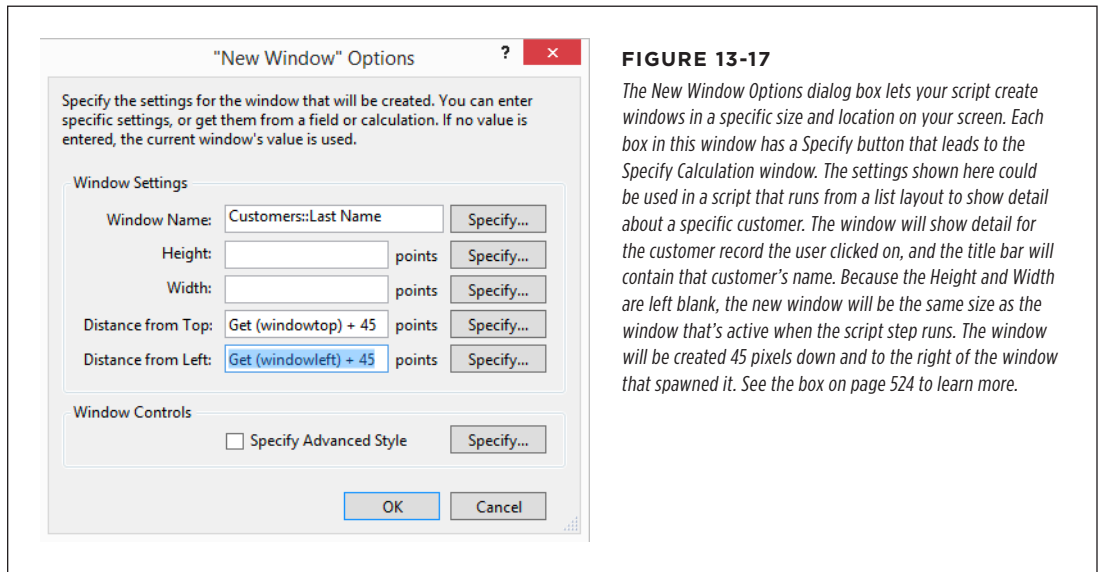 "New Window" Options
?
×
Specify the settings for the window that will be created. You can enter
specific settings, or get them from a field or calculation. If no value is
entered, the current window's value is used.
Window Settings
Window Name: Customers::Last Name Specify...
Height: points Specify...
Width: points Specify...
Distance from Top: Get (windowtop) + 45 points Specify...
Distance from Left: Get (windowleft) + 45 points Specify...
Window Controls
Specify Advanced Style Specify...
OK Cancel
FIGURE 13-17
The New Window Options dialog box lets your script create
windows in a specific size and location on your screen. Each
box in this window has a Specify button that leads to the
Specify Calculation window. The settings shown here could
be used in a script that runs from a list layout to show detail
about a specific customer. The window will show detail for
the customer record the user clicked on, and the title bar will
contain that customer's name. Because the Height and Width
are left blank, the new window will be the same size as the
window that's active when the script step runs. The window
will be created 45 pixels down and to the right of the window
that spawned it. See the box on page 524 to learn more.